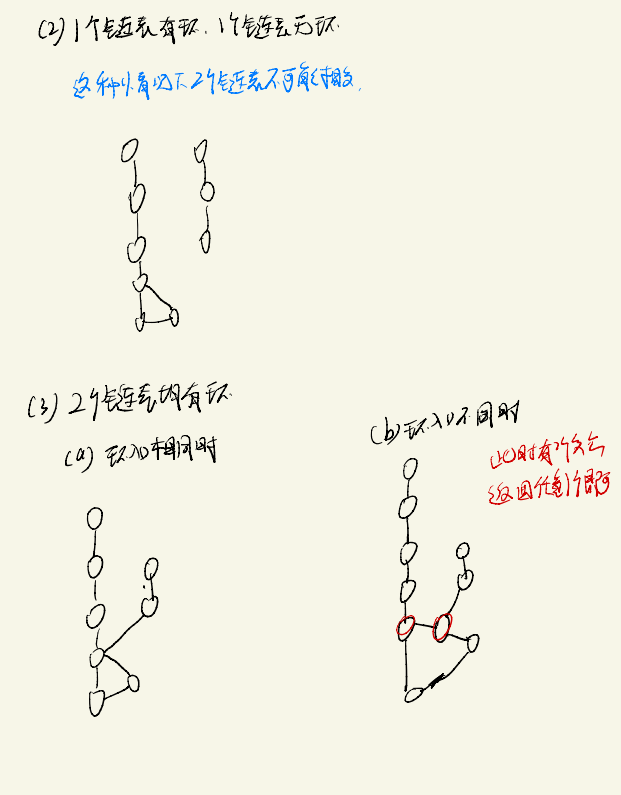 (2) 1个链表有环、1个链表无环.
这种情况下2个链表不可能相交.
(3) 2个链表均有环.
(a) 环入口相同时
(b) 环入口不同时
此时有2个交点
返回任意1个即可